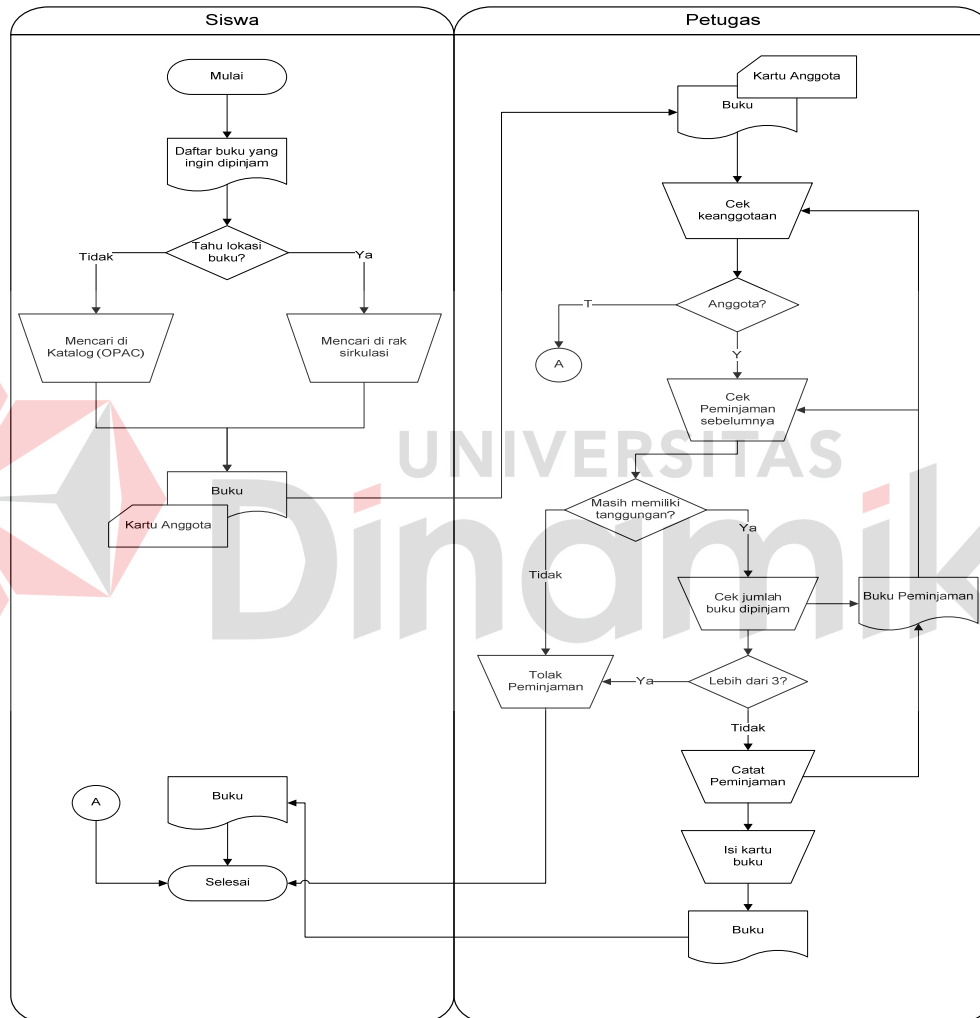 Siswa
Mulai
Daftar buku yang
ingin dipinjam
Tahu lokasi
buku?
Tidak
Ya
Mencari di
Katalog (OPAC)
Mencari di rak
sirkulasi
Buku
Kartu Anggota
A
Buku
Selesai
Petugas
Kartu Anggota
Buku
Cek
keanggotaan
Anggota?
T
A
Y
Cek
Peminjaman
sebelumnya
Masih memiliki
tanggungan?
Tidak
Ya
Cek jumlah
buku dipinjam
Buku Peminjaman
Tolak
Peminjaman
Ya
Lebih dari 3?
Tidak
Catat
Peminjaman
Isi kartu
buku
Buku
UNIVERSITAS
Dinamik